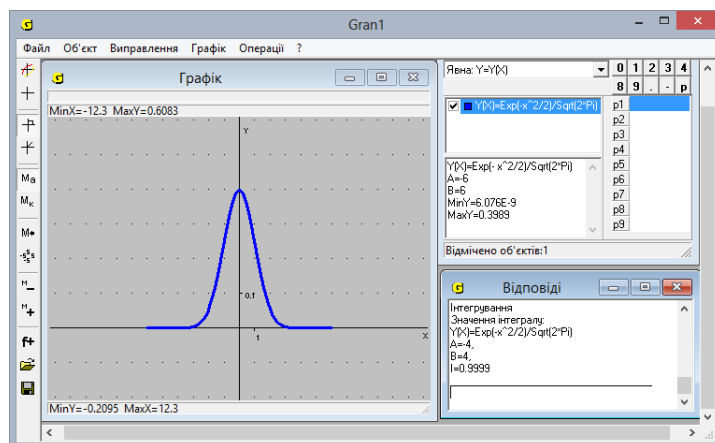 Gran1
Файл Об'єкт Виправлення Графік Операції ?
Графік
MinX=-12.3 MaxY=0.6083
Y
0.1
1
X
MinY=-0.2095 MaxX=12.3
Явна: Y=Y(X)
0 1 2 3 4
8 9 . - p
Y(X)=Exp(-x^2/2)/Sqrt(2*Pi)
p1
p2
p3
p4
p5
p6
p7
p8
p9
Y(X)=Exp(- x^2/2)/Sqrt(2*Pi)
A=-6
B=6
MinY=6.076E-9
MaxY=0.3989
Відмічено об'єктів:1
Відповіді
Інтегрування
Значення інтегралу:
Y(X)=Exp(-x^2/2)/Sqrt(2*Pi)
A=-4,
B=4,
I=0.9999
Ma
Mк
M•
M
M+
f+